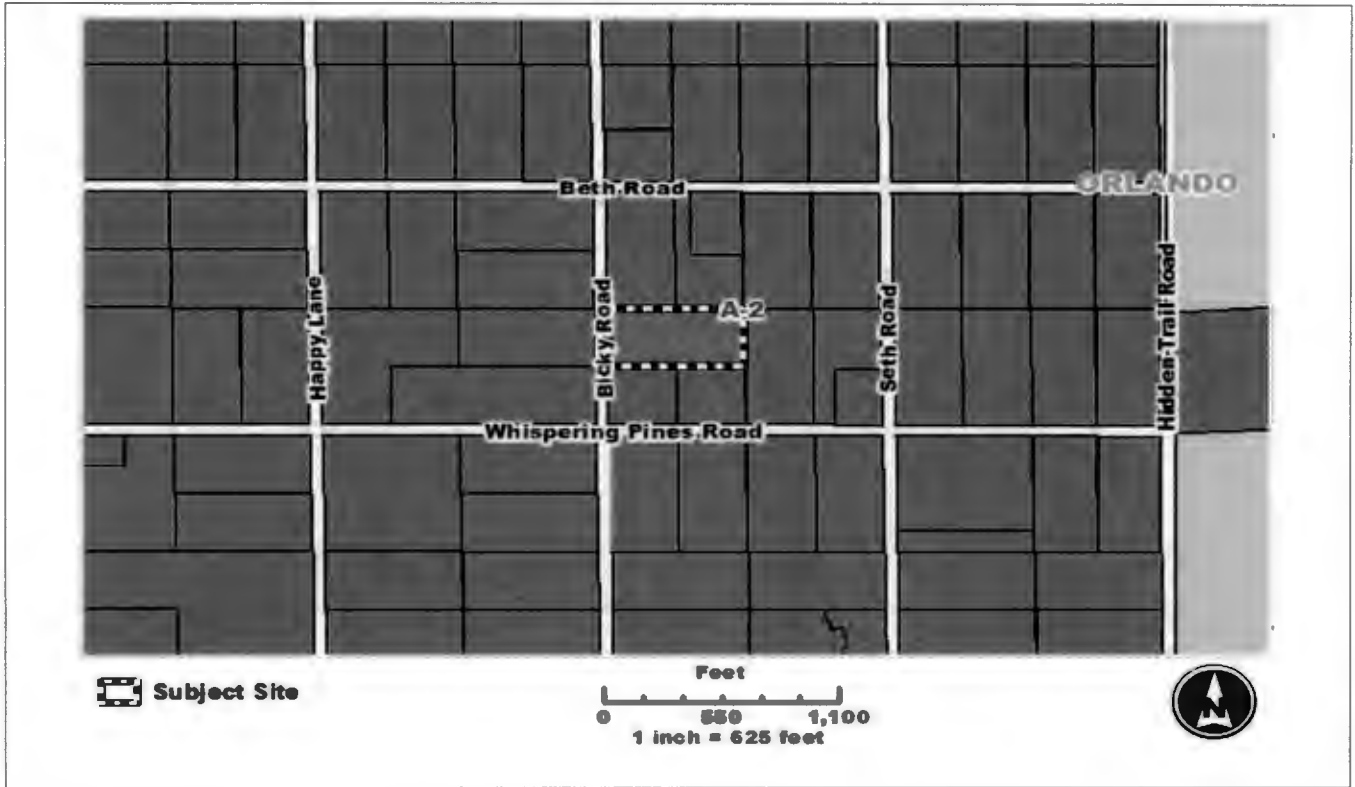 Beth Road
ORLANDO
Happy Lane
Bicky Road
A-2
Seth Road
Hidden Trail Road
Whispering Pines Road
Subject Site
Feet
0 550 1,100
1 inch = 625 feet
N